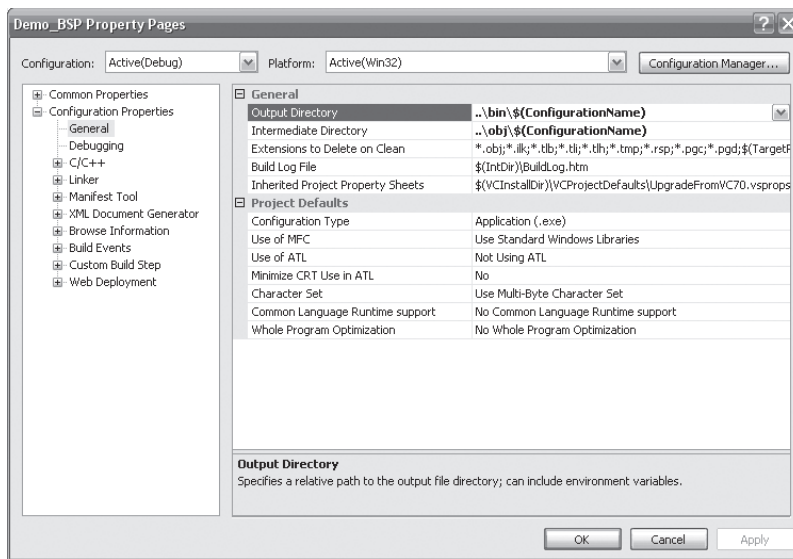 Demo_BSP Property Pages
Configuration: Active(Debug) Platform: Active(Win32) Configuration Manager...
Common Properties
Configuration Properties
General
Debugging
C/C++
Linker
Manifest Tool
XML Document Generator
Browse Information
Build Events
Custom Build Step
Web Deployment
General
Output Directory ..\bin\$(ConfigurationName)
Intermediate Directory ..\obj\$(ConfigurationName)
Extensions to Delete on Clean *.obj;*.ilk;*.tlb;*.tli;*.tlh;*.tmp;*.rsp;*.pgc;*.pgd;$(TargetP
Build Log File $(IntDir)\BuildLog.htm
Inherited Project Property Sheets $(VCInstallDir)\VCProjectDefaults\UpgradeFromVC70.vsprops
Project Defaults
Configuration Type Application (.exe)
Use of MFC Use Standard Windows Libraries
Use of ATL Not Using ATL
Minimize CRT Use in ATL No
Character Set Use Multi-Byte Character Set
Common Language Runtime support No Common Language Runtime support
Whole Program Optimization No Whole Program Optimization
Output Directory
Specifies a relative path to the output file directory; can include environment variables.
OK Cancel Apply